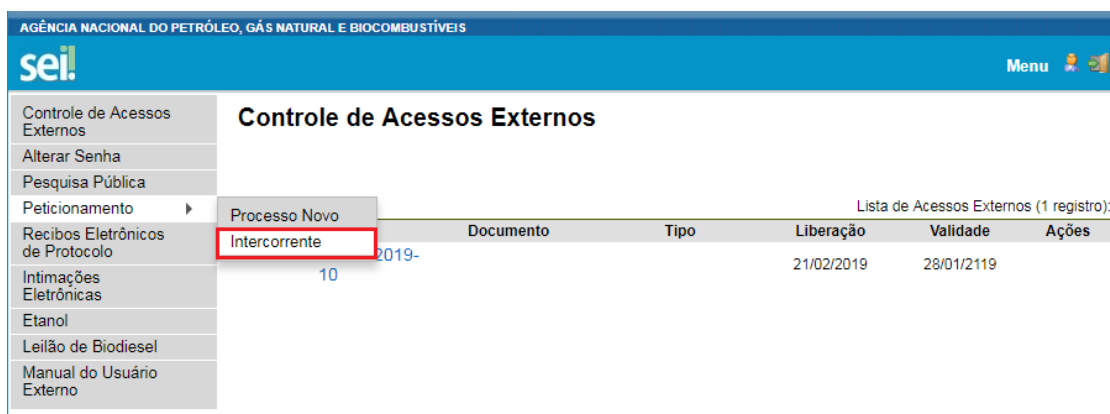 AGÊNCIA NACIONAL DO PETRÓLEO, GÁS NATURAL E BIOCOMBUSTÍVEIS
sei!
Menu
Controle de Acessos
Externos
Alterar Senha
Pesquisa Pública
Peticionamento
Recibos Eletrônicos
de Protocolo
Intimações
Eletrônicas
Etanol
Leilão de Biodiesel
Manual do Usuário
Externo
Processo Novo
Intercorrente
Controle de Acessos Externos
Lista de Acessos Externos (1 registro):
Documento Tipo Liberação Validade Ações
2019-
10 21/02/2019 28/01/2119